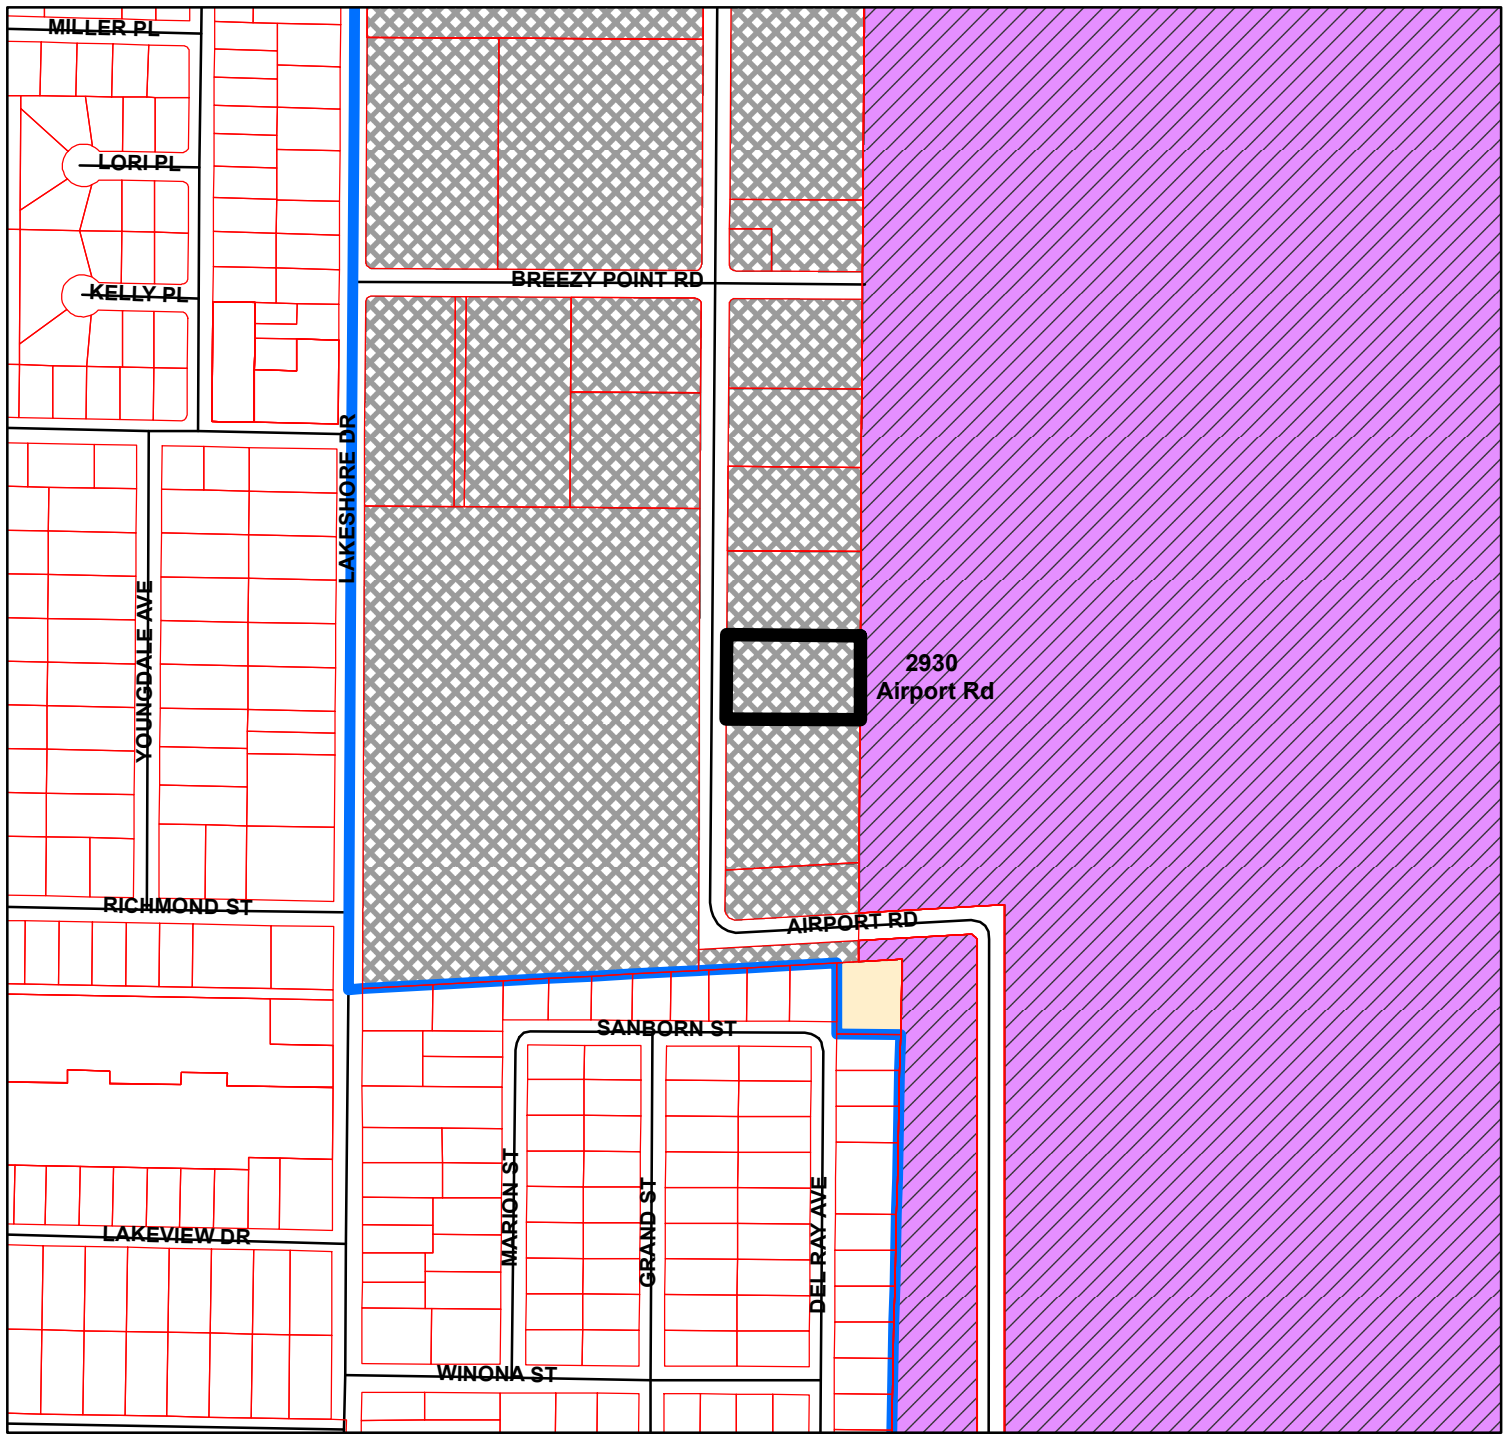 MILLER PL
LORI PL
BREEZY POINT RD
KELLY PL
LAKESHORE DR
YOUNGDALE AVE
2930
Airport Rd
RICHMOND ST
AIRPORT RD
SANBORN ST
MARION ST
GRAND ST
DEL RAY AVE
LAKEVIEW DR
WINONA ST